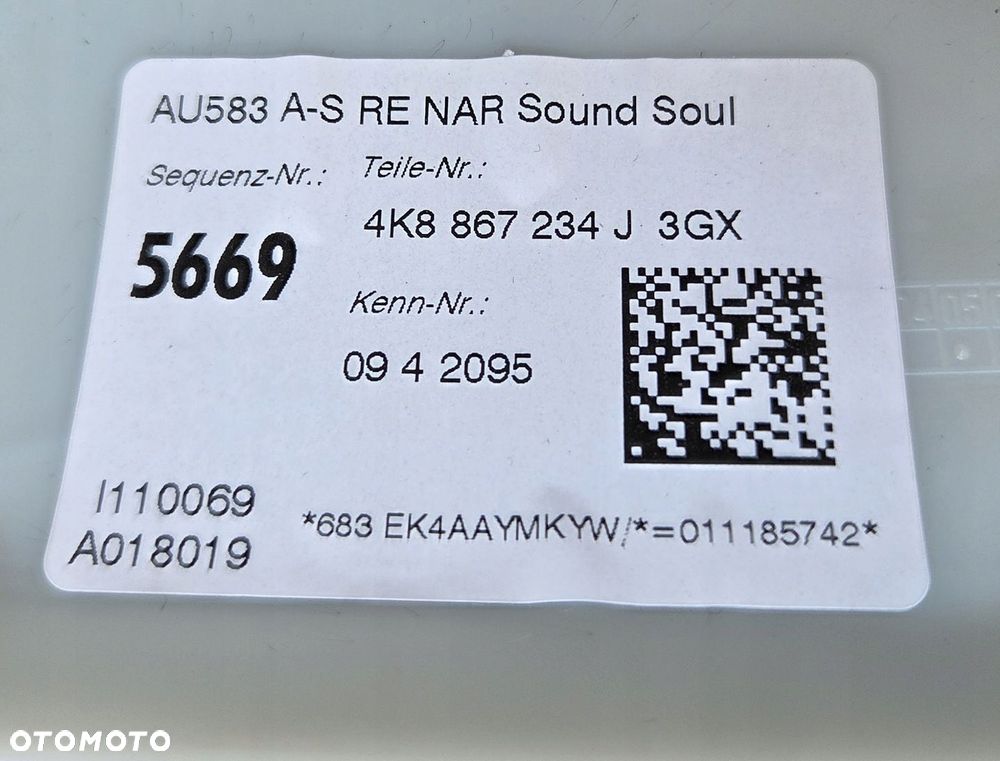 AU583 A-S RE NAR Sound Soul
Sequenz-Nr.:
5669
Teile-Nr.:
4K8 867 234 J 3GX
Kenn-Nr.:
09 4 2095
I110069
A018019
*683 EK4AAYMKYW/*=011185742*
OTOMOTO